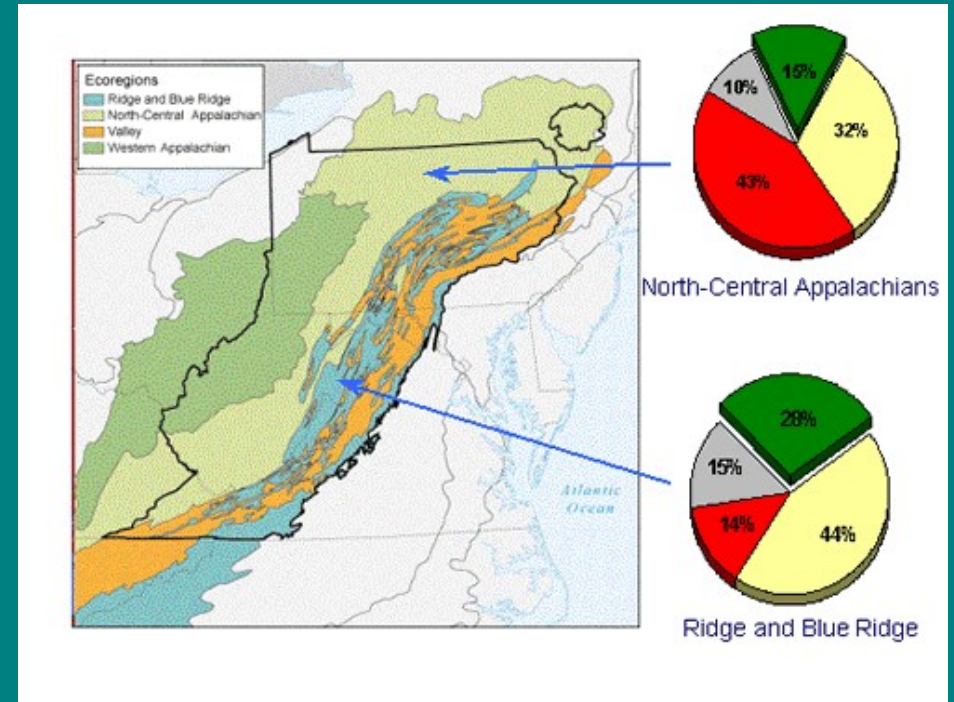 Ecoregions
Ridge and Blue Ridge
North-Central Appalachian
Valley
Western Appalachian
Atlantic
Ocean
15%
10%
32%
43%
North-Central Appalachians
28%
15%
14%
44%
Ridge and Blue Ridge